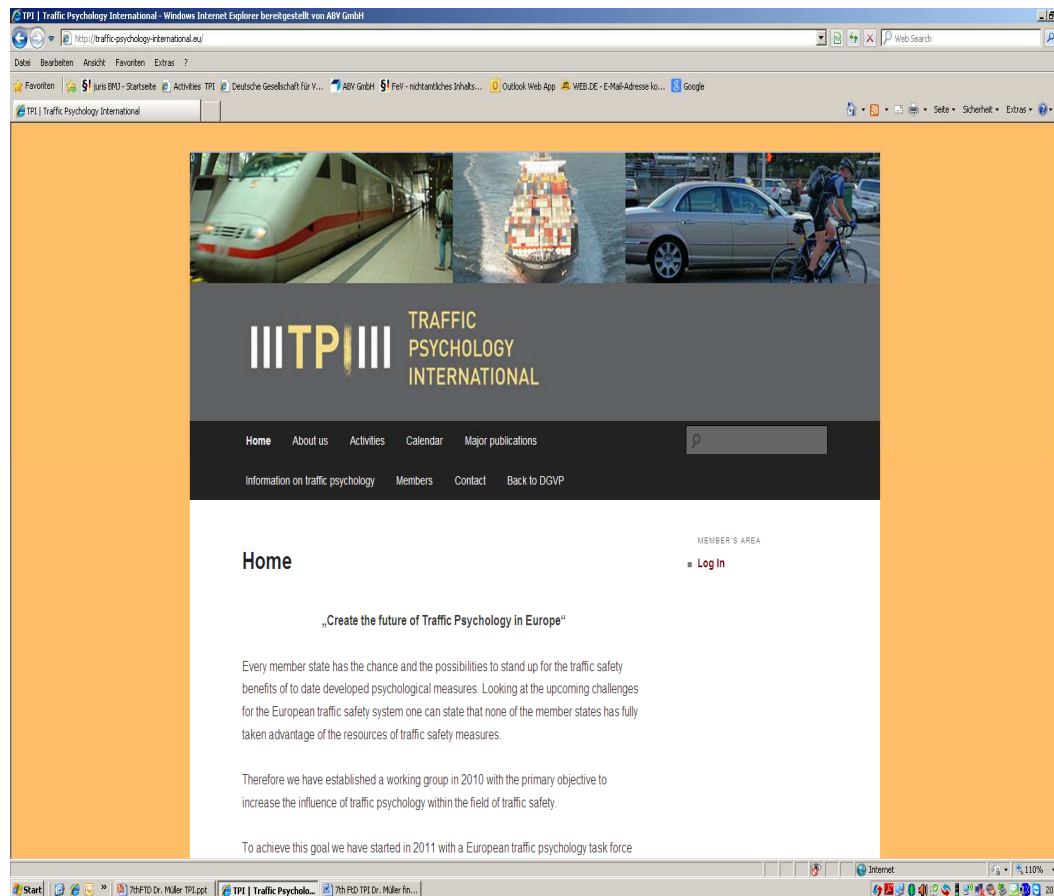 TPI | Traffic Psychology International - Windows Internet Explorer bereitgestellt von ABV GmbH
http://traffic-psychology-international.eu/
Web Search
Datei Bearbeiten Ansicht Favoriten Extras ?
Favoriten juris BMJ - Startseite Activities TPI Deutsche Gesellschaft für V... ABV GmbH FeV - nichtamtliches Inhalts... Outlook Web App WEB.DE - E-Mail-Adresse ko... Google
TPI | Traffic Psychology International
Seite Sicherheit Extras
TPI
TRAFFIC
PSYCHOLOGY
INTERNATIONAL
Home About us Activities Calendar Major publications
Information on traffic psychology Members Contact Back to DGVP
MEMBER'S AREA
Log In
Home
„Create the future of Traffic Psychology in Europe“
Every member state has the chance and the possibilities to stand up for the traffic safety
benefits of to date developed psychological measures. Looking at the upcoming challenges
for the European traffic safety system one can state that none of the member states has fully
taken advantage of the resources of traffic safety measures.
Therefore we have established a working group in 2010 with the primary objective to
increase the influence of traffic psychology within the field of traffic safety.
To achieve this goal we have started in 2011 with a European traffic psychology task force
Internet 110%
Start » 7thFTD Dr. Müller TPI.ppt TPI | Traffic Psycholo... 7th FtD TPI Dr. Müller fin... 20